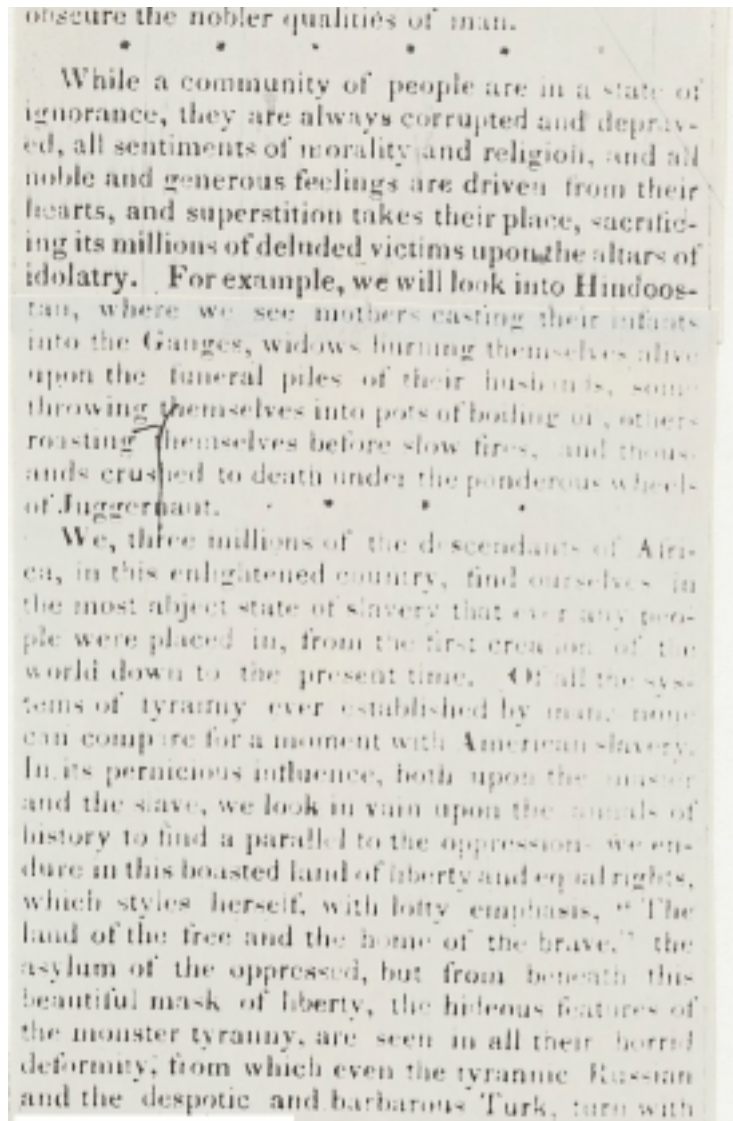 obscure the nobler qualities of man.
* * * * *
While a community of people are in a state of
ignorance, they are always corrupted and deprav-
ed, all sentiments of morality and religion, and all
noble and generous feelings are driven from their
hearts, and superstition takes their place, sacrific-
ing its millions of deluded victims upon the altars of
idolatry. For example, we will look into Hindoos-
tan, where we see mothers casting their infants
into the Ganges, widows burning themselves alive
upon the funeral piles of their husbands, some
throwing themselves into pots of boiling oil, others
roasting themselves before slow fires, and thous-
ands crushed to death under the ponderous wheels
of Juggernaut. * * * *
We, three millions of the descendants of Afri-
ca, in this enlightened country, find ourselves in
the most abject state of slavery that ever any peo-
ple were placed in, from the first creation of the
world down to the present time. Of all the sys-
tems of tyranny ever established by man, none
can compare for a moment with American slavery.
In its pernicious influence, both upon the master
and the slave, we look in vain upon the annals of
history to find a parallel to the oppressions we en-
dure in this boasted land of liberty and equal rights,
which styles herself, with lofty emphasis, "The
land of the free and the home of the brave," the
asylum of the oppressed, but from beneath this
beautiful mask of liberty, the hideous features of
the monster tyranny, are seen in all their horrid
deformity, from which even the tyrannic Russian
and the despotic and barbarous Turk, turn with